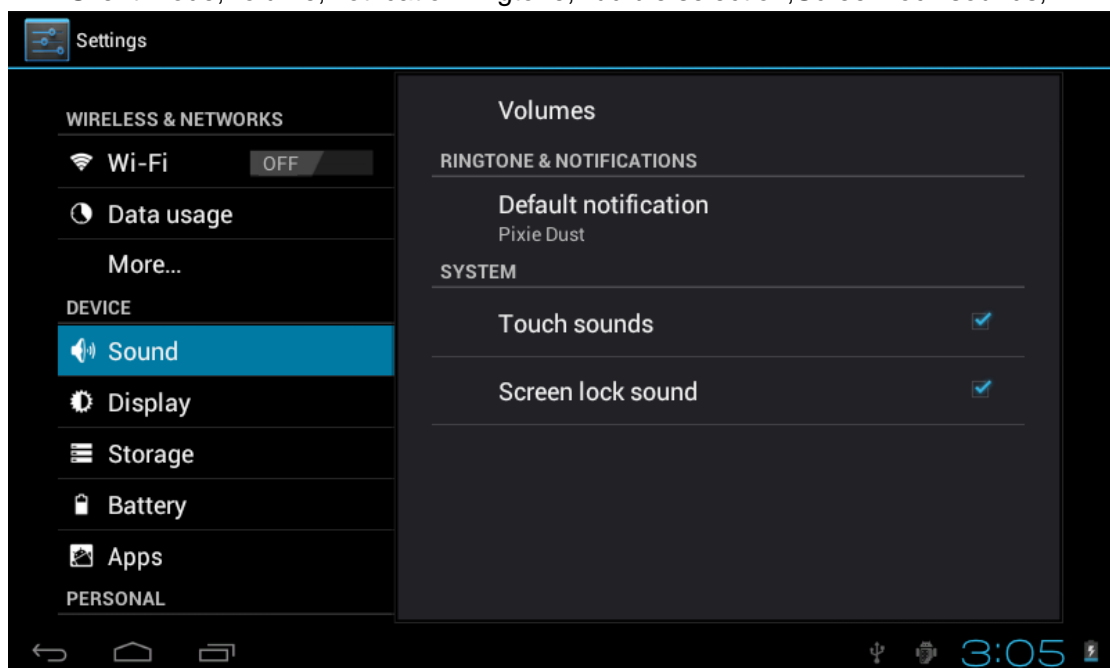 Settings
WIRELESS & NETWORKS
Wi-Fi OFF
Data usage
More...
DEVICE
Sound
Display
Storage
Battery
Apps
PERSONAL
Volumes
RINGTONE & NOTIFICATIONS
Default notification
Pixie Dust
SYSTEM
Touch sounds
Screen lock sound
3:05